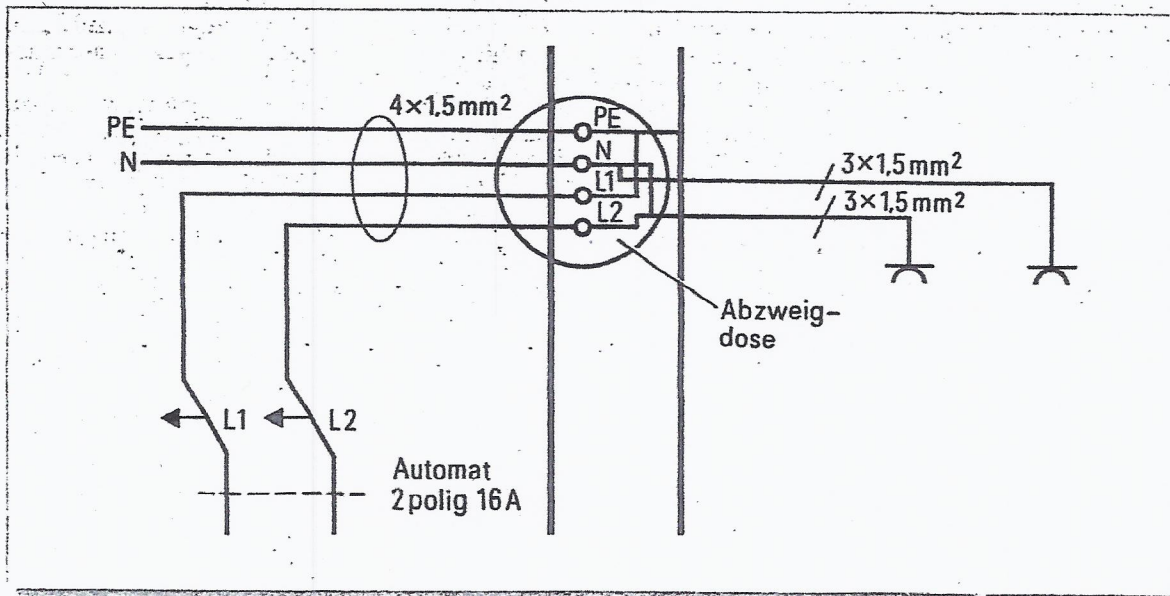 4×1,5mm²
PE
PE
N
N
L1
L2
3×1,5mm²
3×1,5mm²
Abzweig-
dose
L1
L2
Automat
2polig 16A